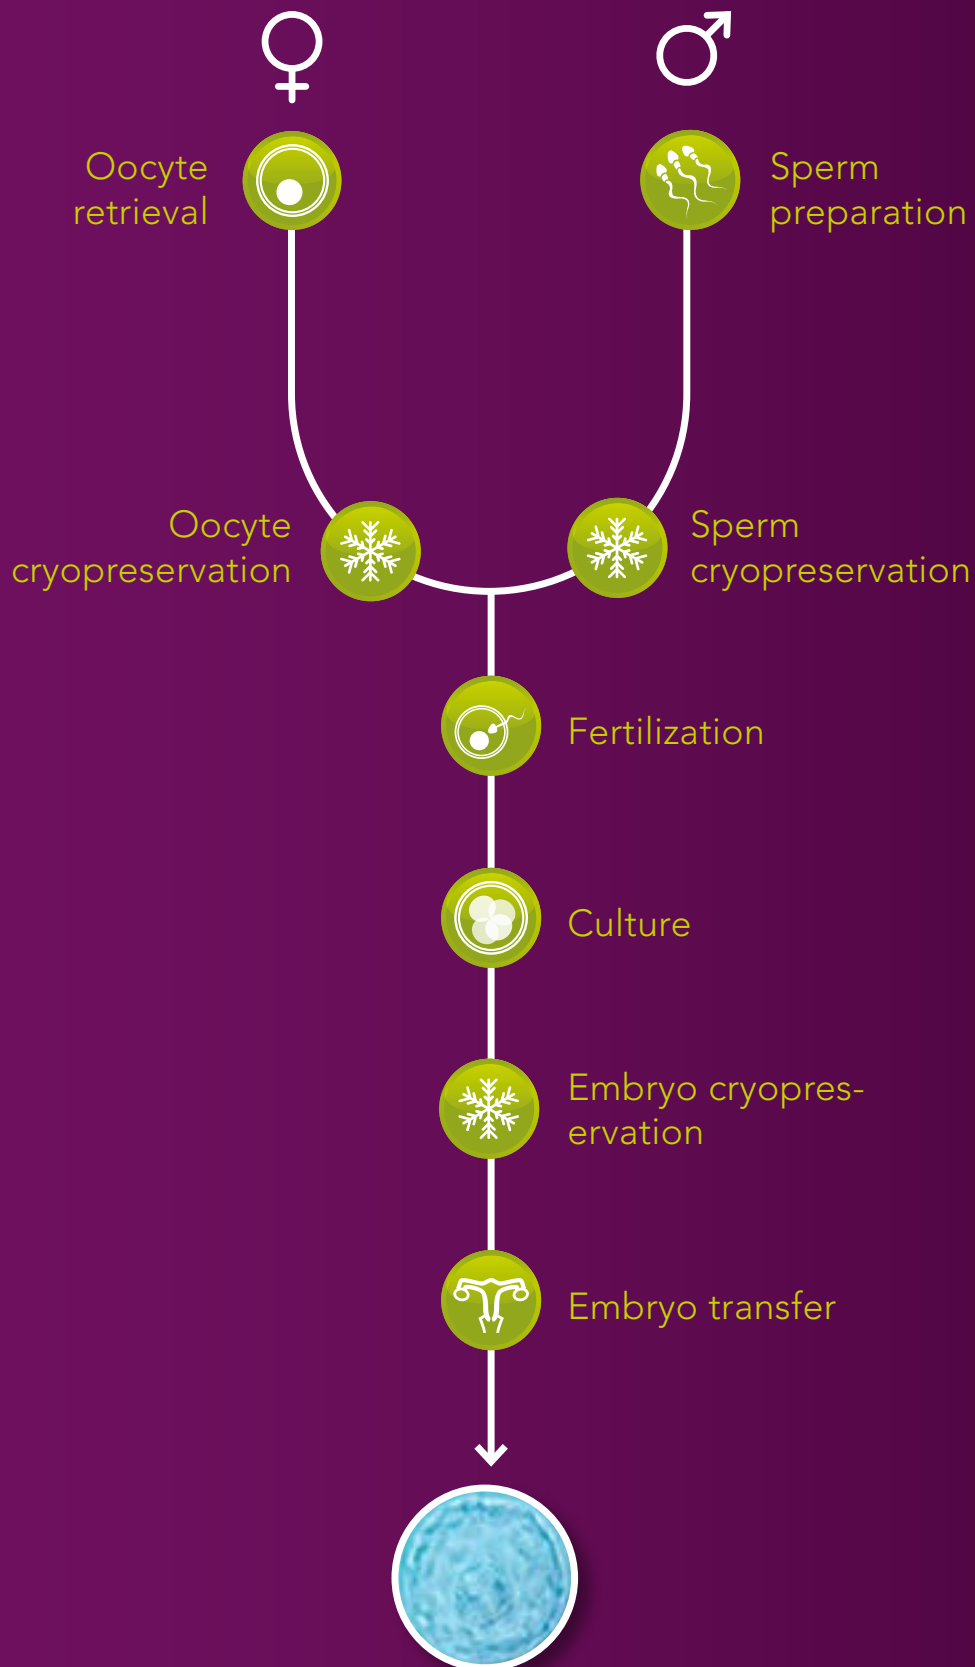 Oocyte
retrieval
Sperm
preparation
Oocyte
cryopreservation
Sperm
cryopreservation
Fertilization
Culture
Embryo cryopres-
ervation
Embryo transfer